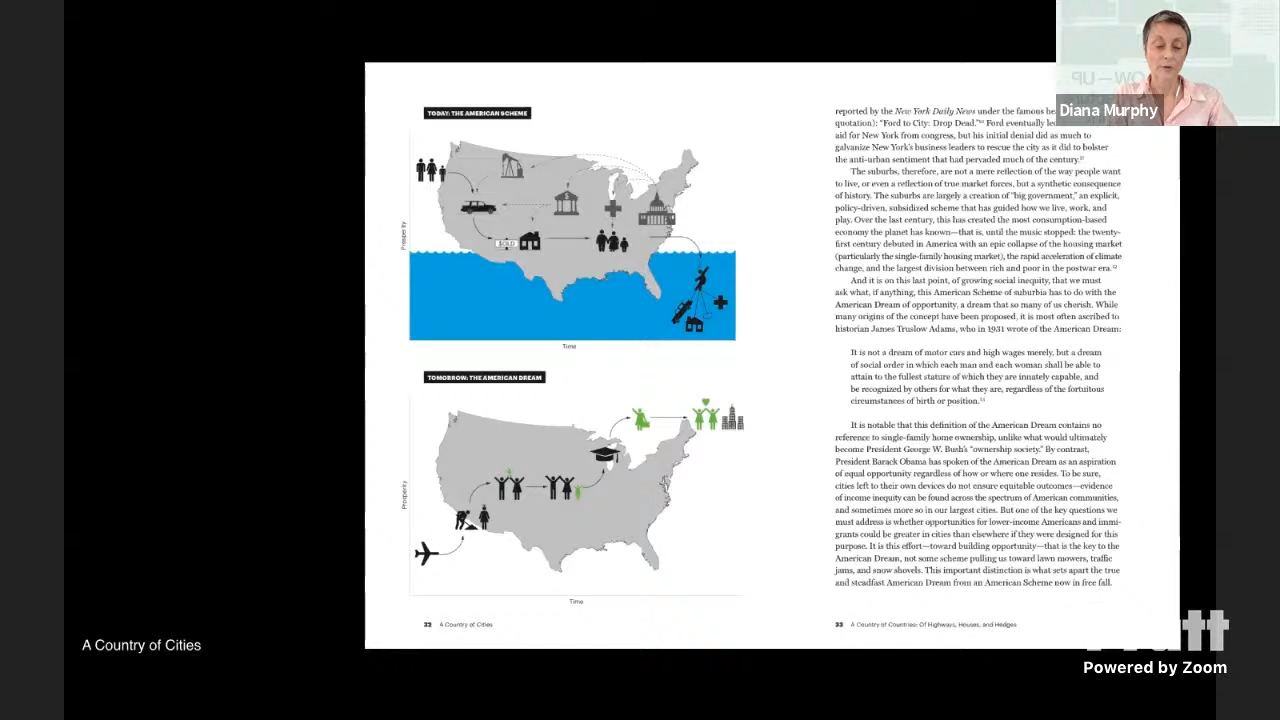 TODAY: THE AMERICAN SCHEME
Prosperity
SOLD
Time
TOMORROW: THE AMERICAN DREAM
Prosperity
Time
32 A Country of Cities
reported by the New York Daily News under the famous
quotation): “Ford to City: Drop Dead.” Ford eventually
aid for New York from congress, but his initial denial did as much to
galvanize New York’s business leaders to rescue the city as it did to bolster
the anti-urban sentiment that had pervaded much of the century.
The suburbs, therefore, are not a mere reflection of the way people want
to live, or even a reflection of true market forces, but a synthetic consequence
of history. The suburbs are largely a creation of “big government,” an explicit,
policy-driven, subsidized scheme that has guided how we live, work, and
play. Over the last century, this has created the most consumption-based
economy the planet has known—that is, until the music stopped: the twenty-
first century debuted in America with an epic collapse of the housing market
(particularly the single-family housing market), the rapid acceleration of climate
change, and the largest division between rich and poor in the postwar era.
And it is on this last point, of growing social inequity, that we must
ask what, if anything, this American Scheme of suburbia has to do with the
American Dream of opportunity, a dream that so many of us cherish. While
many origins of the concept have been proposed, it is most often ascribed to
historian James Truslow Adams, who in 1931 wrote of the American Dream:
It is not a dream of motor cars and high wages merely, but a dream
of social order in which each man and each woman shall be able to
attain to the fullest stature of which they are innately capable, and
be recognized by others for what they are, regardless of the fortuitous
circumstances of birth or position.
It is notable that this definition of the American Dream contains no
reference to single-family home ownership, unlike what would ultimately
become President George W. Bush’s “ownership society.” By contrast,
President Barack Obama has spoken of the American Dream as an aspiration
of equal opportunity regardless of how or where one resides. To be sure,
cities left to their own devices do not ensure equitable outcomes—evidence
of income inequity can be found across the spectrum of American communities,
and sometimes more so in our largest cities. But one of the key questions we
must address is whether opportunities for lower-income Americans and immi-
grants could be greater in cities than elsewhere if they were designed for this
purpose. It is this effort—toward building opportunity—that is the key to the
American Dream, not some scheme pulling us toward lawn mowers, traffic
jams, and snow shovels. This important distinction is what sets apart the true
and steadfast American Dream from an American Scheme now in free fall.
33 A Country of Countries: Of Highways, Houses, and Hedges
Diana Murphy
A Country of Cities
Powered by Zoom